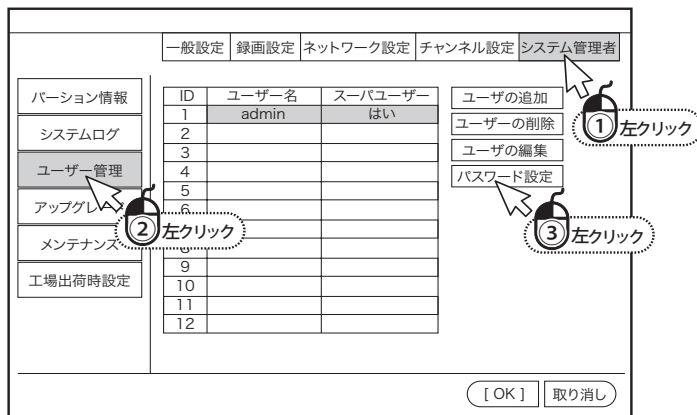 一般設定 録画設定 ネットワーク設定 チャンネル設定 システム管理者
バーション情報
システムログ
ユーザー管理
アップグレ
メンテナンス
工場出荷時設定
ID ユーザー名 スーパユーザー
1 admin はい
2
3
4
5
6
8
9
10
11
12
ユーザの追加
ユーザーの削除
ユーザの編集
パスワード設定
① 左クリック
② 左クリック
③ 左クリック
[ OK ] 取り消し